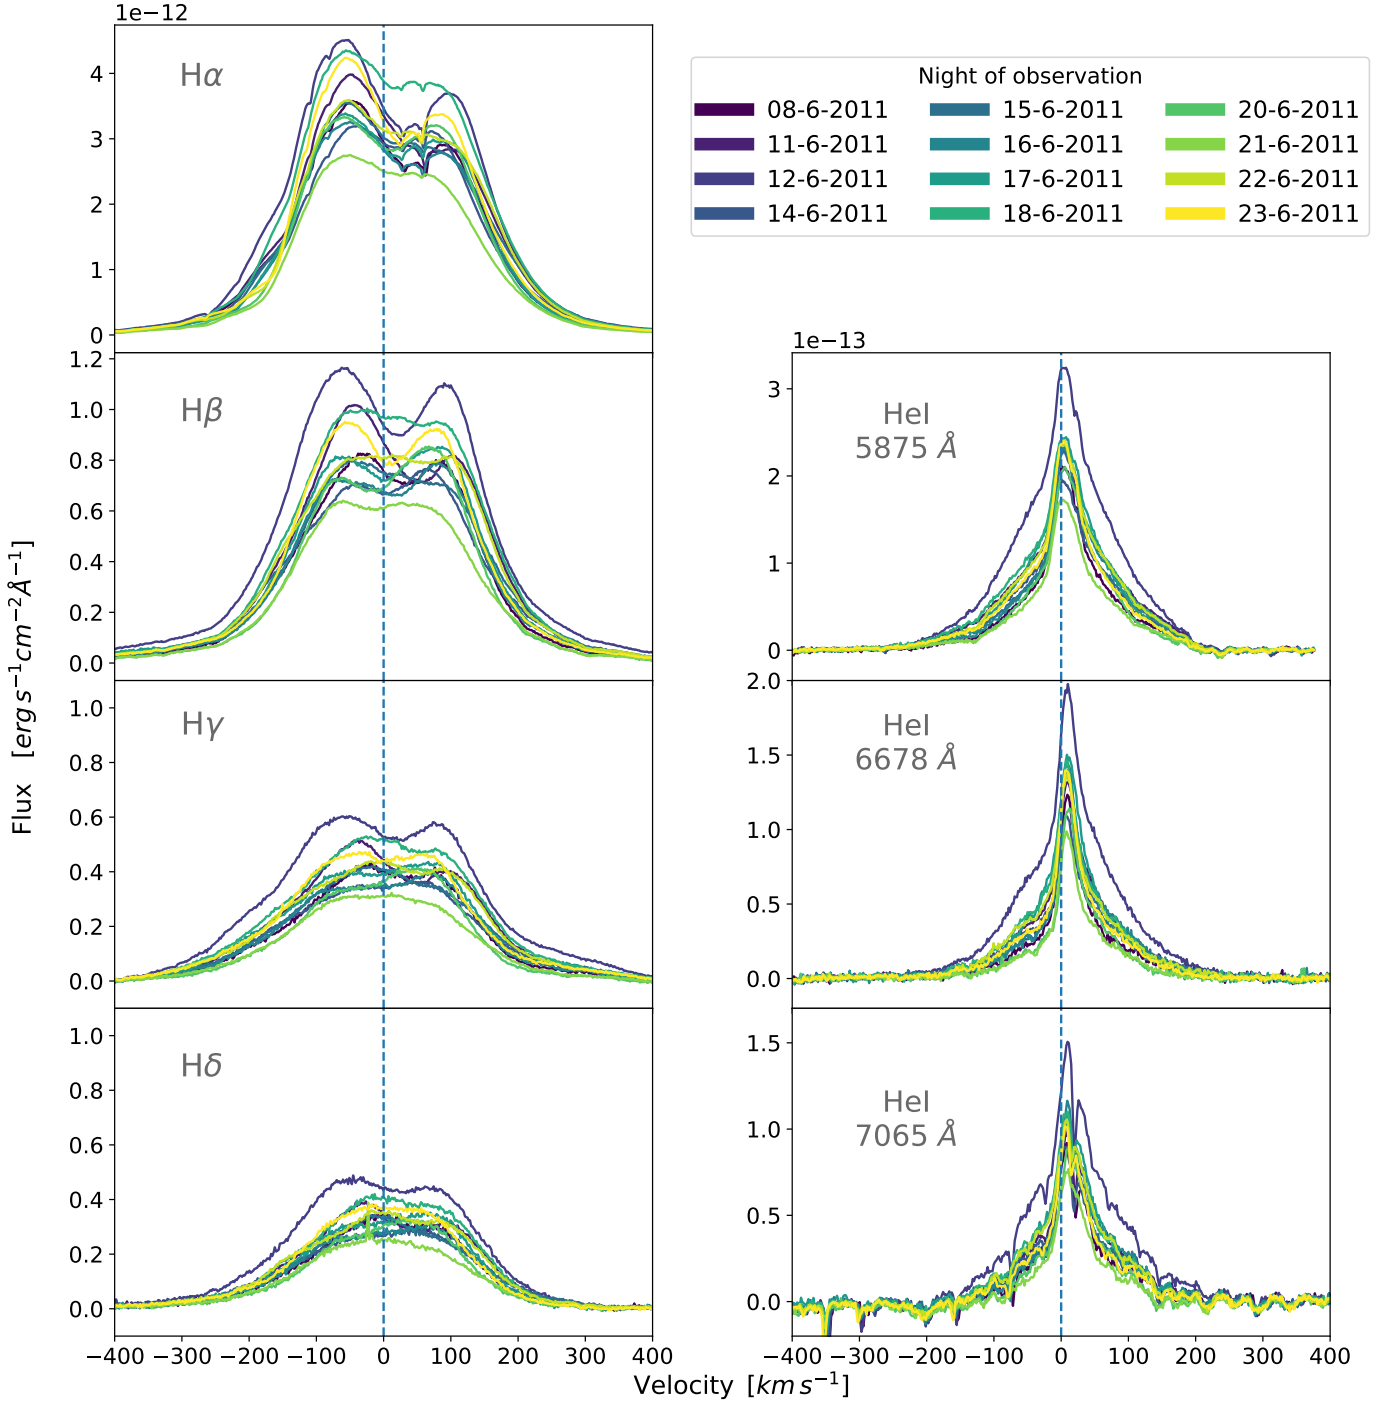 1e−12
Hα
4
3
2
1
0
Night of observation
08-6-2011 15-6-2011 20-6-2011
11-6-2011 16-6-2011 21-6-2011
12-6-2011 17-6-2011 22-6-2011
14-6-2011 18-6-2011 23-6-2011
Hβ
1.2
1.0
0.8
0.6
0.4
0.2
0.0
Hγ
1.0
0.8
0.6
0.4
0.2
0.0
Hδ
1.0
0.8
0.6
0.4
0.2
0.0
−400 −300 −200 −100 0 100 200 300 400
1e−13
HeI
5875 Å
3
2
1
0
HeI
6678 Å
2.0
1.5
1.0
0.5
0.0
HeI
7065 Å
1.5
1.0
0.5
0.0
−400 −300 −200 −100 0 100 200 300 400
Flux [erg s⁻¹cm⁻²Å⁻¹]
Velocity [km s⁻¹]